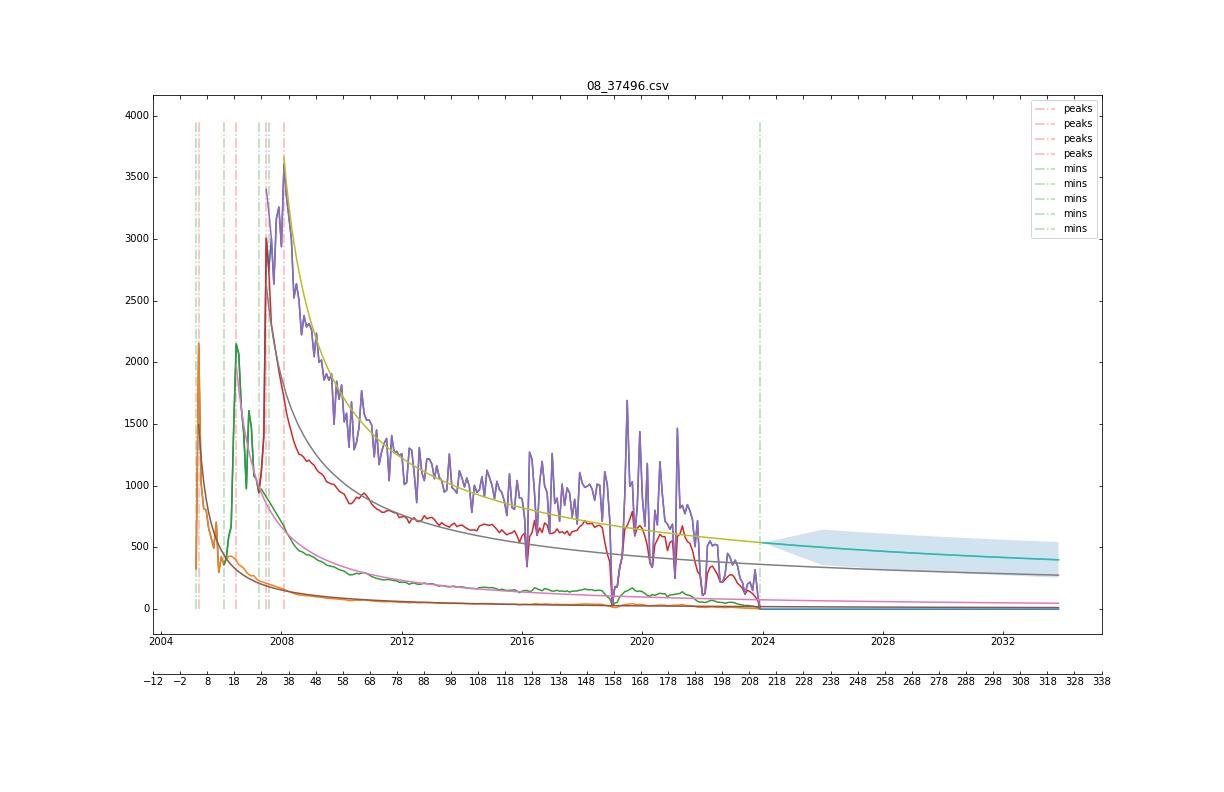 08_37496.csv
peaks
peaks
peaks
peaks
mins
mins
mins
mins
mins
4000
3500
3000
2500
2000
1500
1000
500
0
2004 2008 2012 2016 2020 2024 2028 2032
−12 −2 8 18 28 38 48 58 68 78 88 98 108 118 128 138 148 158 168 178 188 198 208 218 228 238 248 258 268 278 288 298 308 318 328 338